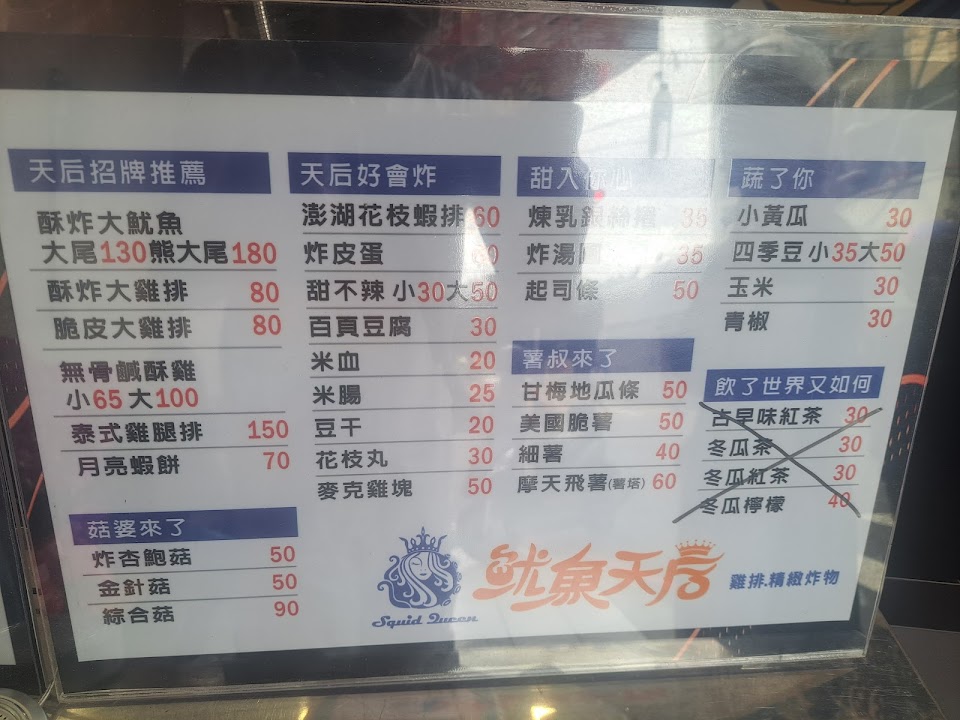 天后招牌推薦
酥炸大魷魚
大尾130熊大尾180
酥炸大雞排 80
脆皮大雞排 80
無骨鹹酥雞
小65 大100
泰式雞腿排 150
月亮蝦餅 70
菇婆來了
炸杏鮑菇 50
金針菇 50
綜合菇 90
天后好會炸
澎湖花枝蝦排60
炸皮蛋
甜不辣 小30大50
百頁豆腐 30
米血 20
米腸 25
豆干 20
花枝丸 30
麥克雞塊 50
甜入你心
煉乳銀絲 35
炸湯 35
起司條 50
薯叔來了
甘梅地瓜條 50
美國脆薯 50
細薯 40
摩天飛薯(薯塔) 60
蔬了你
小黃瓜 30
四季豆 小35大50
玉米 30
青椒 30
飲了世界又如何
古早味紅茶 30
冬瓜茶 30
冬瓜紅茶 30
冬瓜檸檬 40
Squid Queen
魷魚天后
雞排.精緻炸物